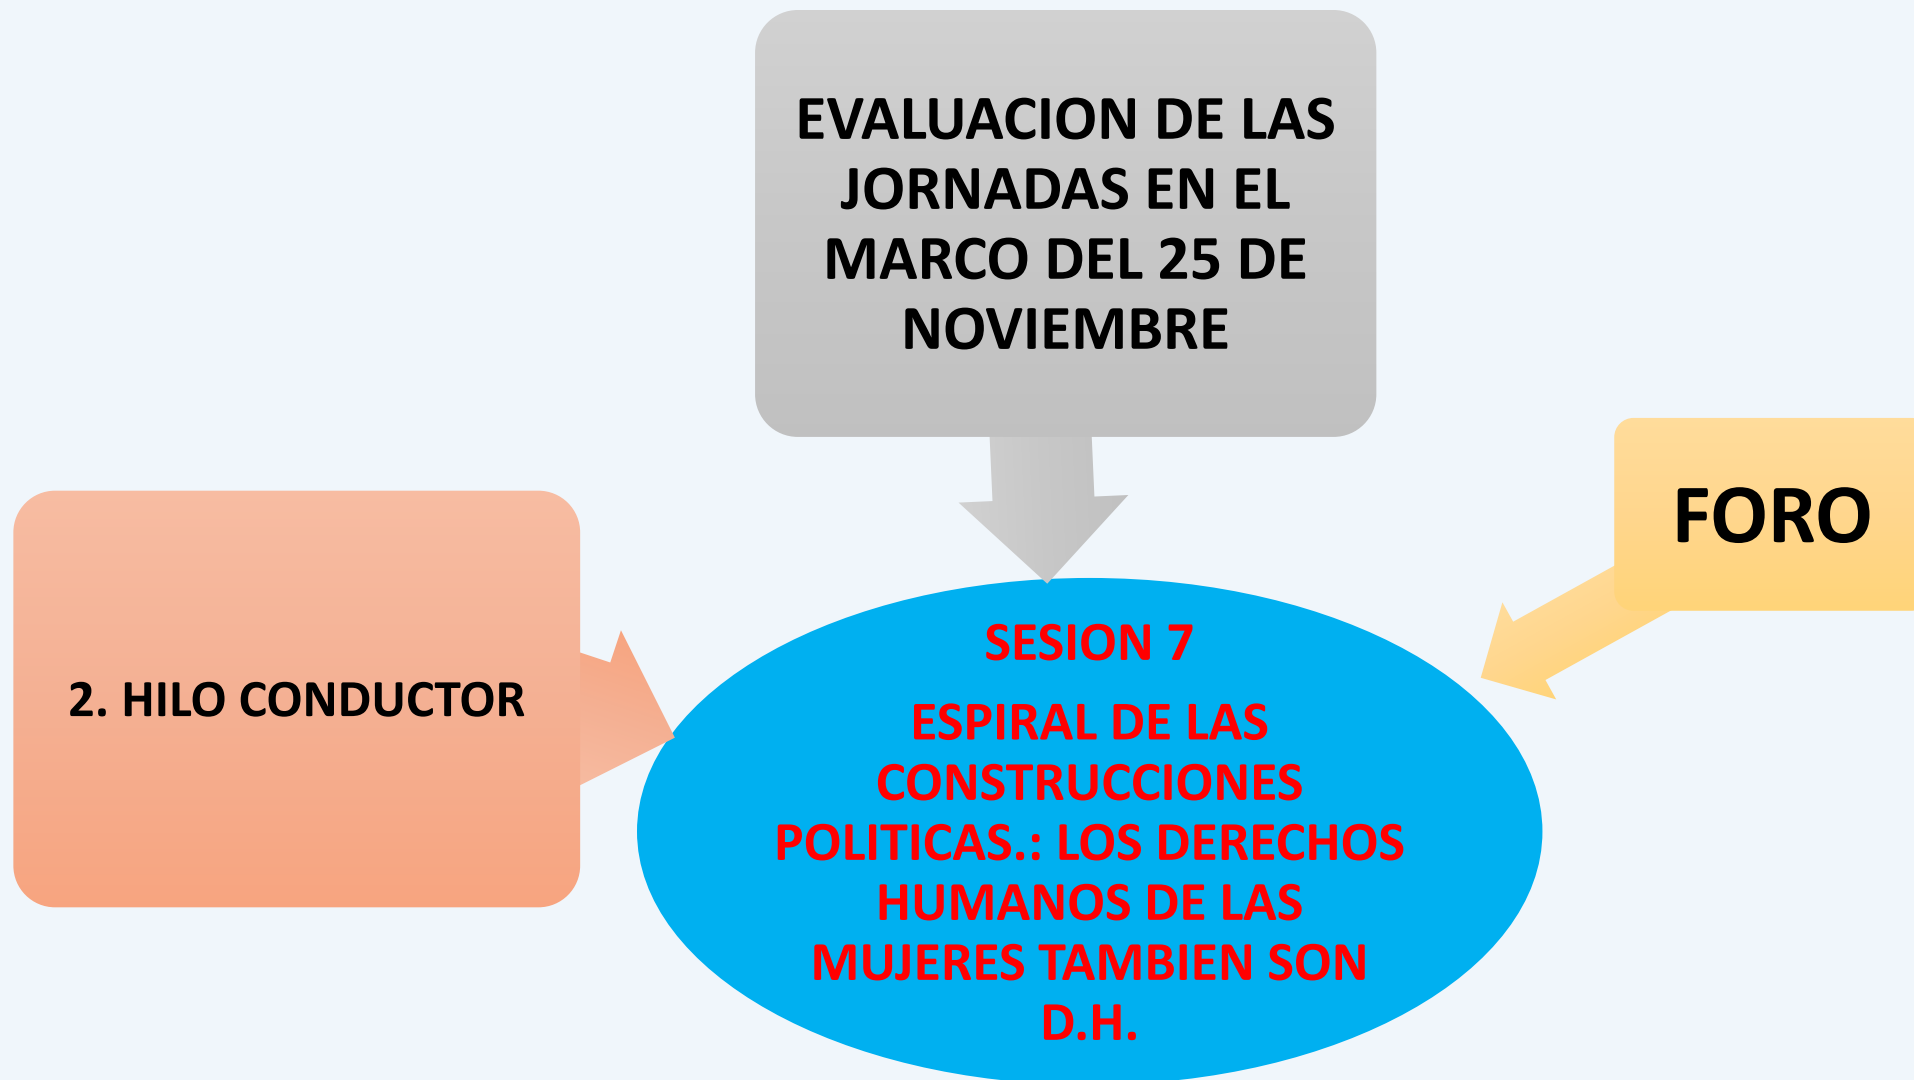 EVALUACION DE LAS
JORNADAS EN EL
MARCO DEL 25 DE
NOVIEMBRE
FORO
2. HILO CONDUCTOR
SESION 7
ESPIRAL DE LAS
CONSTRUCCIONES
POLITICAS.: LOS DERECHOS
HUMANOS DE LAS
MUJERES TAMBIEN SON
D.H.